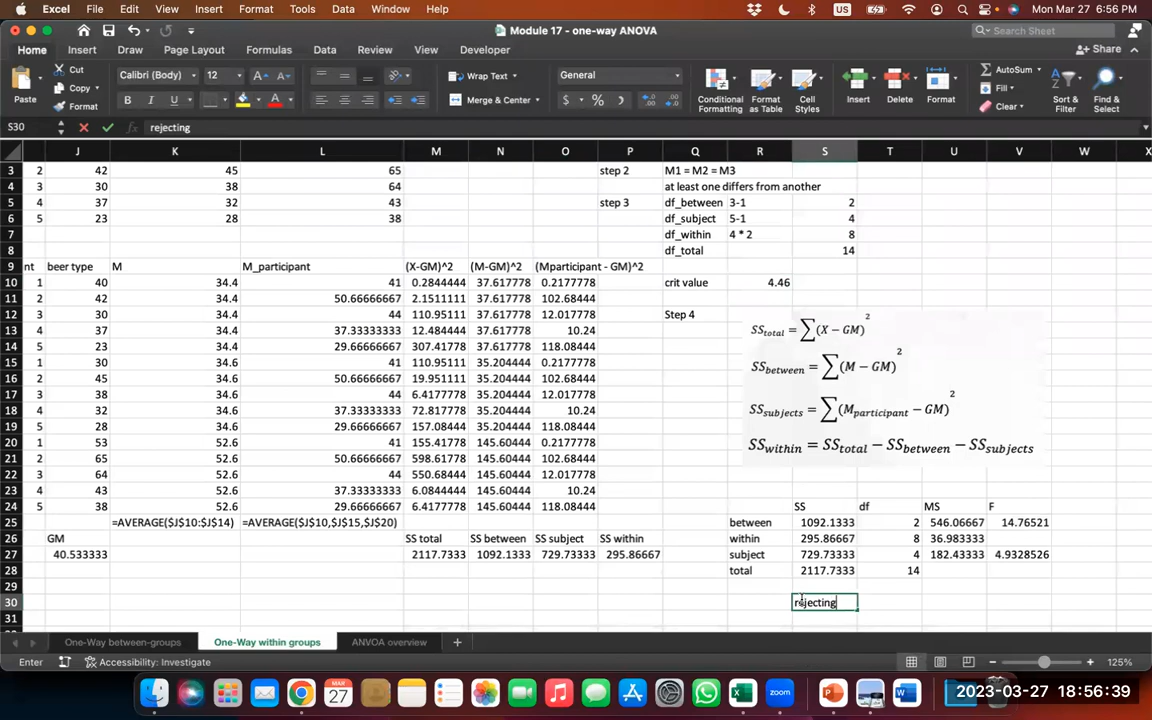 Excel File Edit View Insert Format Tools Data Window Help US Mon Mar 27 6:56 PM
Module 17 - one-way ANOVA Search Sheet
Home Insert Draw Page Layout Formulas Data Review View Developer Share
Paste Cut Copy Format Calibri (Body) 12 Wrap Text General Conditional Formatting Format as Table Cell Styles Insert Delete Format AutoSum Fill Clear Sort & Filter Find & Select
B I U A Merge & Center $ %
S30 fx rejecting
J K L M N O P Q R S T U V W X
3 2 42 45 65 step 2 M1 = M2 = M3
4 3 30 38 64 at least one differs from another
5 4 37 32 43 step 3 df_between 3-1 2
6 5 23 28 38 df_subject 5-1 4
7 df_within 4 * 2 8
8 df_total 14
9 nt beer type M M_participant (X-GM)^2 (M-GM)^2 (Mparticipant - GM)^2
10 1 40 34.4 41 0.2844444 37.617778 0.2177778 crit value 4.46
11 2 42 34.4 50.66666667 2.1511111 37.617778 102.68444
12 3 30 34.4 44 110.95111 37.617778 12.017778 Step 4
13 4 37 34.4 37.33333333 12.484444 37.617778 10.24
14 5 23 34.4 29.66666667 307.41778 37.617778 118.08444
15 1 30 34.6 41 110.95111 35.204444 0.2177778
16 2 45 34.6 50.66666667 19.951111 35.204444 102.68444
17 3 38 34.6 44 6.4177778 35.204444 12.017778
18 4 32 34.6 37.33333333 72.817778 35.204444 10.24
19 5 28 34.6 29.66666667 157.08444 35.204444 118.08444
20 1 53 52.6 41 155.41778 145.60444 0.2177778
21 2 65 52.6 50.66666667 598.61778 145.60444 102.68444
22 3 64 52.6 44 550.68444 145.60444 12.017778
23 4 43 52.6 37.33333333 6.0844444 145.60444 10.24
24 5 38 52.6 29.66666667 6.4177778 145.60444 118.08444 SS df MS F
25 =AVERAGE($J$10:$J$14) =AVERAGE($J$10,$J$15,$J$20) between 1092.1333 2 546.06667 14.76521
26 GM SS total SS between SS subject SS within within 295.86667 8 36.983333
27 40.533333 2117.7333 1092.1333 729.73333 295.86667 subject 729.73333 4 182.43333 4.9328526
28 total 2117.7333 14
29
30 rejecting
31
SS_total = ∑(X − GM)^2
SS_between = ∑(M − GM)^2
SS_subjects = ∑(M_participant − GM)^2
SS_within = SS_total − SS_between − SS_subjects
One-Way between-groups One-Way within groups ANVOA overview +
Enter Accessibility: Investigate 125%
MAR 27 zoom
2023-03-27 18:56:39